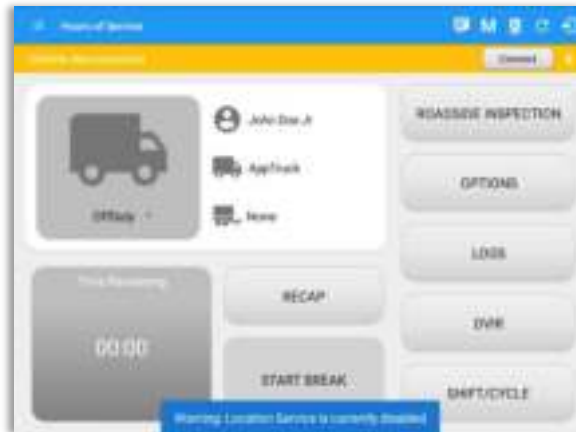 Hours of Service
M
Connect
John Doe Jr
ROADSIDE INSPECTION
AppTruck
OPTIONS
None
LOGS
Time Remaining
RECAP
00:00
DVIR
START BREAK
SHIFT/CYCLE
Warning: Location Service is currently disabled